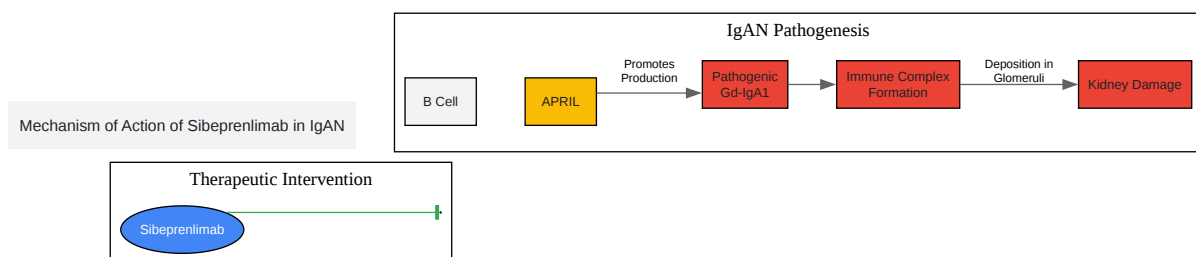 IgAN Pathogenesis
Promotes
Production
Deposition in
Glomeruli
B Cell
APRIL
Pathogenic
Gd-IgA1
Immune Complex
Formation
Kidney Damage
Mechanism of Action of Sibeprenlimab in IgAN
Therapeutic Intervention
Sibeprenlimab